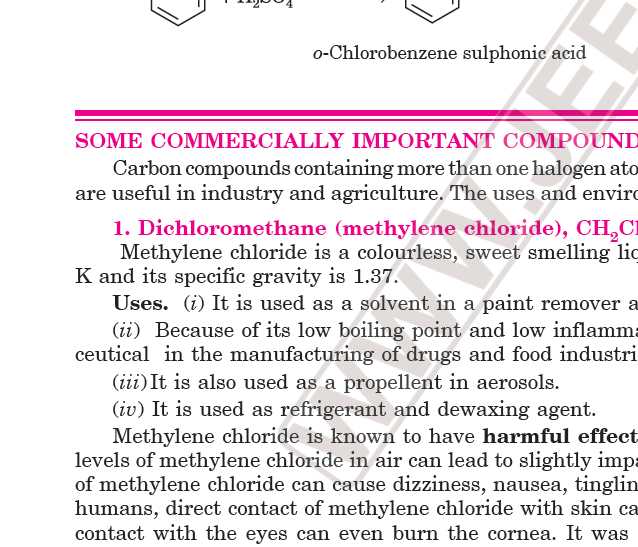 + H2SO4
o-Chlorobenzene sulphonic acid
SOME COMMERCIALLY IMPORTANT COMPOUND
Carbon compounds containing more than one halogen ato
are useful in industry and agriculture. The uses and enviro
1. Dichloromethane (methylene chloride), CH2Cl
Methylene chloride is a colourless, sweet smelling liq
K and its specific gravity is 1.37.
Uses. (i) It is used as a solvent in a paint remover a
(ii) Because of its low boiling point and low inflamma
ceutical in the manufacturing of drugs and food industri
(iii) It is also used as a propellent in aerosols.
(iv) It is used as refrigerant and dewaxing agent.
Methylene chloride is known to have harmful effect
levels of methylene chloride in air can lead to slightly impa
of methylene chloride can cause dizziness, nausea, tinglin
humans, direct contact of methylene chloride with skin ca
contact with the eyes can even burn the cornea. It was
WWW.JEE